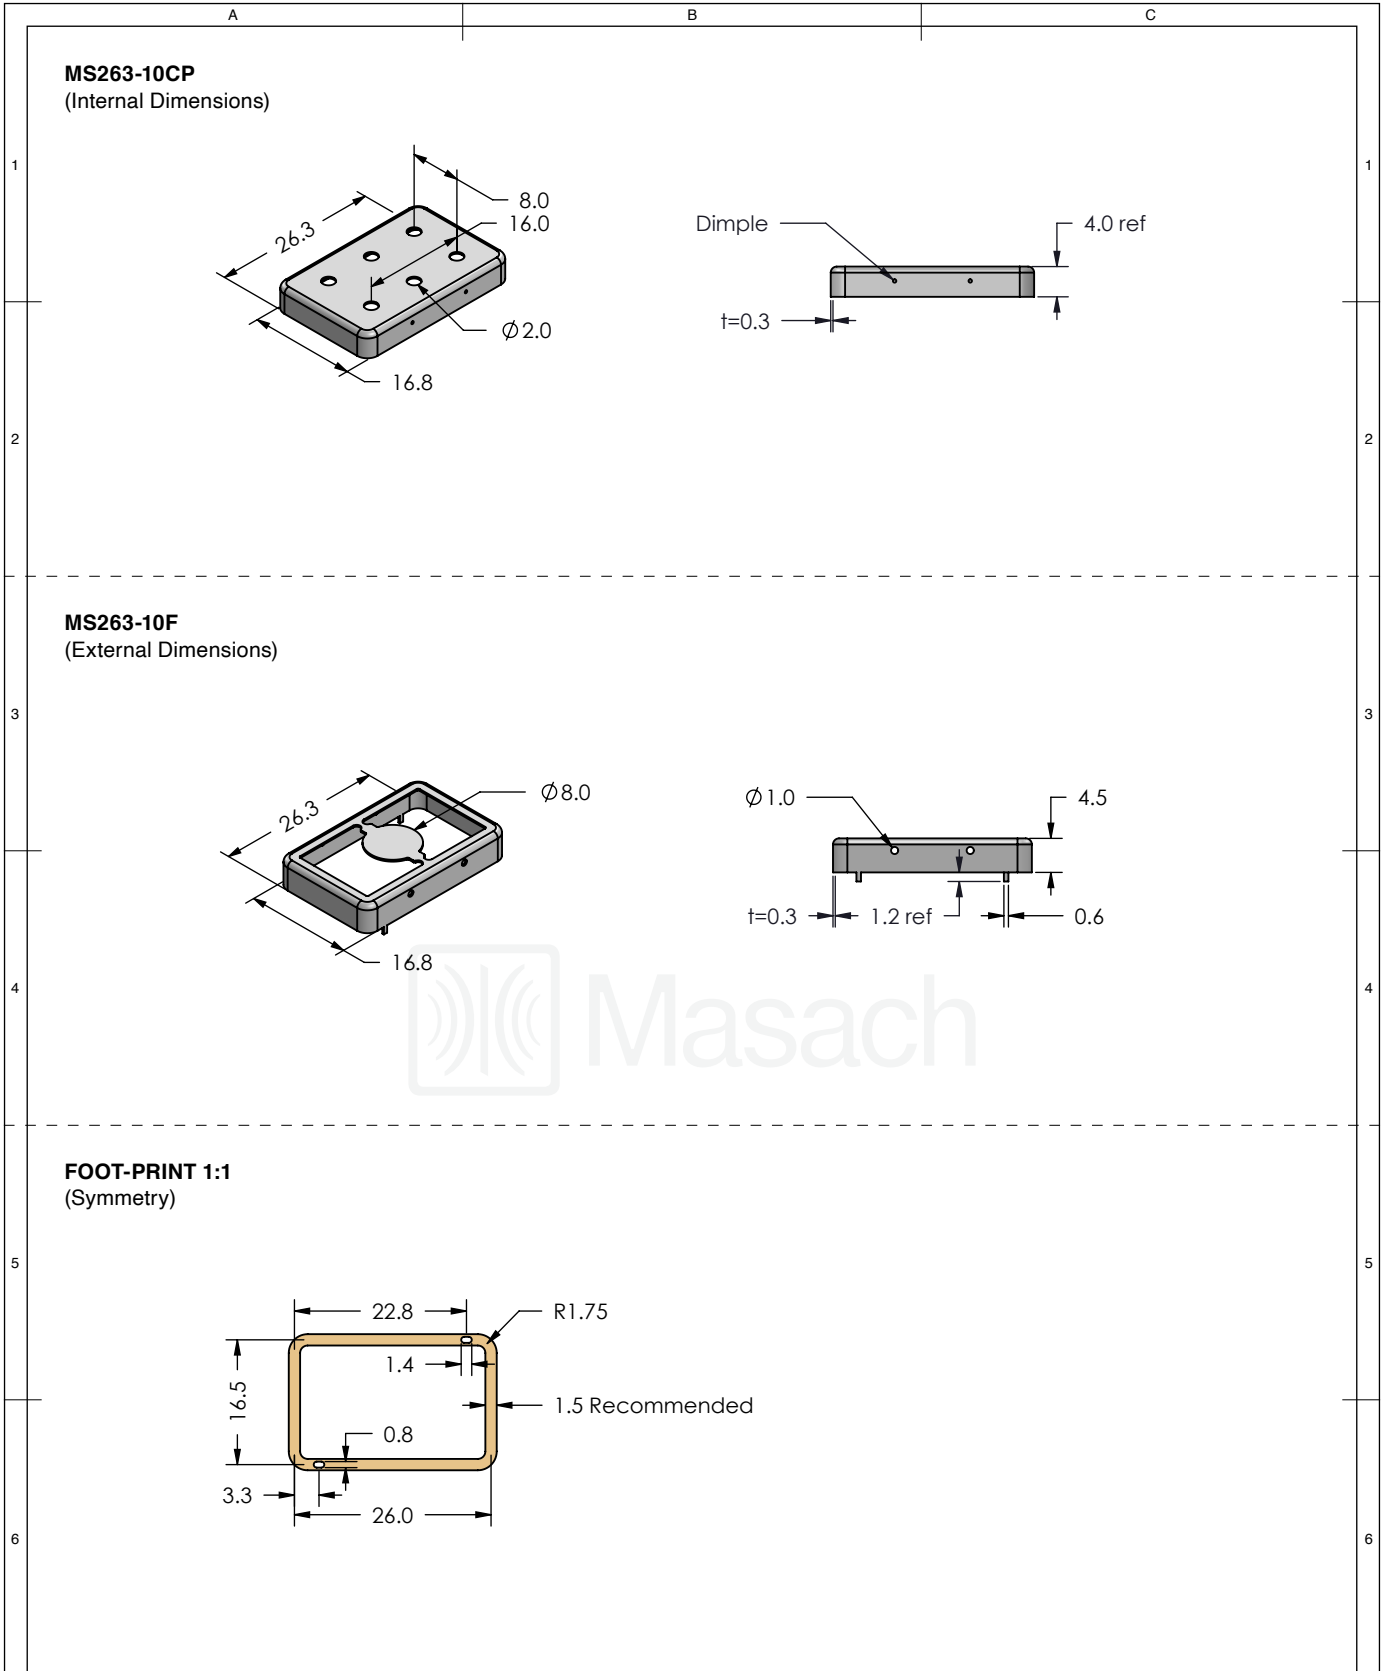 A B C
MS263-10CP
(Internal Dimensions)
1 1
8.0
16.0
26.3
Ø2.0
16.8
Dimple
4.0 ref
t=0.3
2 2
MS263-10F
(External Dimensions)
3 3
26.3
Ø8.0
16.8
Ø1.0
4.5
t=0.3
1.2 ref
0.6
Masach
4 4
FOOT-PRINT 1:1
(Symmetry)
5 5
22.8
R1.75
1.4
16.5
1.5 Recommended
0.8
3.3
26.0
6 6